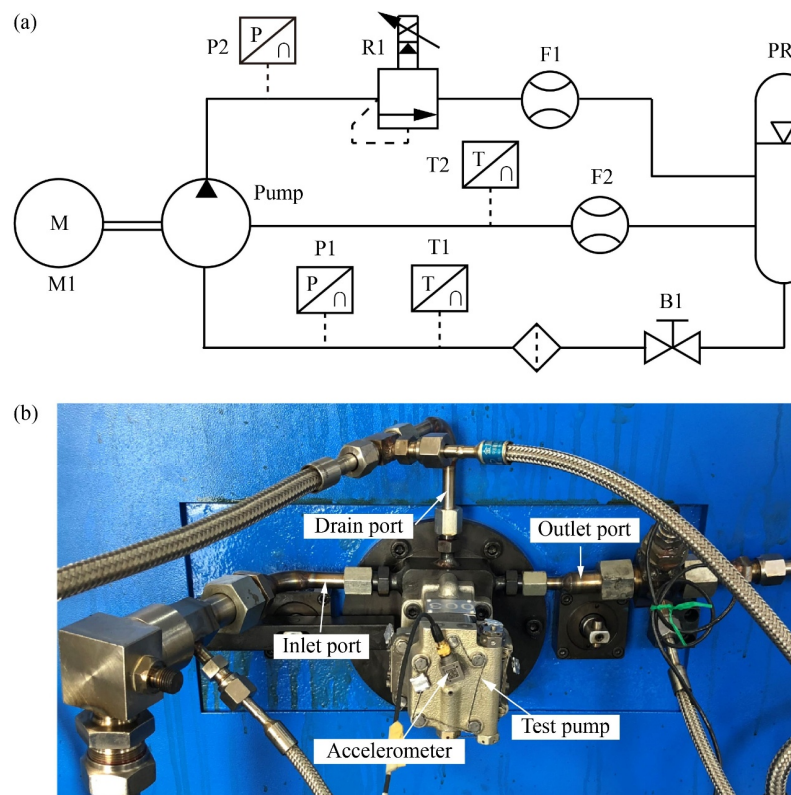 (a)
P2
P
∩
R1
F1
PR
T2
T
∩
F2
Pump
M
M1
P1
P
∩
T1
T
∩
B1
(b)
Drain port
Outlet port
Inlet port
Test pump
Accelerometer